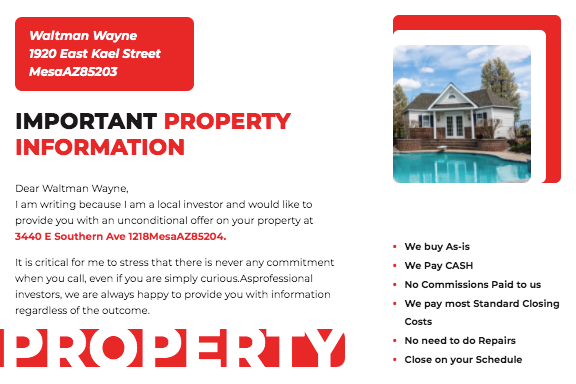 Waltman Wayne
1920 East Kael Street
MesaAZ85203
IMPORTANT PROPERTY
INFORMATION
Dear Waltman Wayne,
I am writing because I am a local investor and would like to
provide you with an unconditional offer on your property at
3440 E Southern Ave 1218MesaAZ85204.
It is critical for me to stress that there is never any commitment
when you call, even if you are simply curious.Asprofessional
investors, we are always happy to provide you with information
regardless of the outcome.
PROPERTY
We buy As-is
We Pay CASH
No Commissions Paid to us
We pay most Standard Closing
Costs
No need to do Repairs
Close on your Schedule